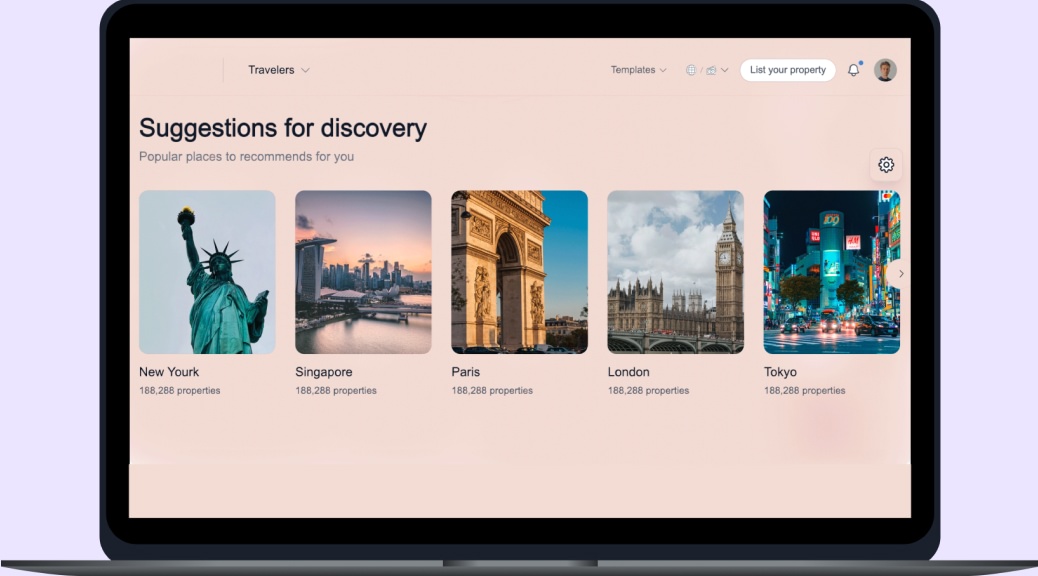 Travelers
Templates
List your property
Suggestions for discovery
Popular places to recommends for you
New Yourk
188,288 properties
Singapore
188,288 properties
Paris
188,288 properties
London
188,288 properties
Tokyo
188,288 properties
H&M